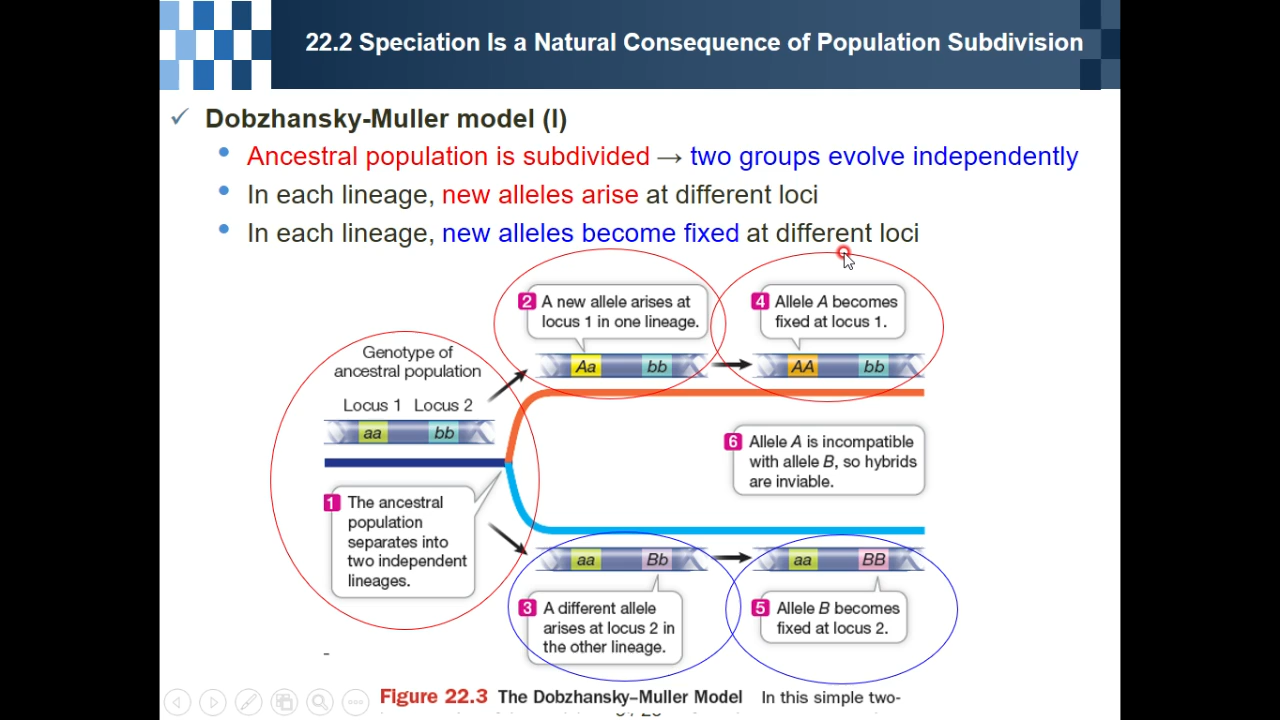 22.2 Speciation Is a Natural Consequence of Population Subdivision
✓ Dobzhansky-Muller model (I)
• Ancestral population is subdivided → two groups evolve independently
• In each lineage, new alleles arise at different loci
• In each lineage, new alleles become fixed at different loci
2 A new allele arises at
locus 1 in one lineage.
4 Allele A becomes
fixed at locus 1.
Genotype of
ancestral population
Aa bb
AA bb
Locus 1 Locus 2
aa bb
6 Allele A is incompatible
with allele B, so hybrids
are inviable.
1 The ancestral
population
separates into
two independent
lineages.
aa Bb
aa BB
3 A different allele
arises at locus 2 in
the other lineage.
5 Allele B becomes
fixed at locus 2.
-
Figure 22.3 The Dobzhansky–Muller Model In this simple two-